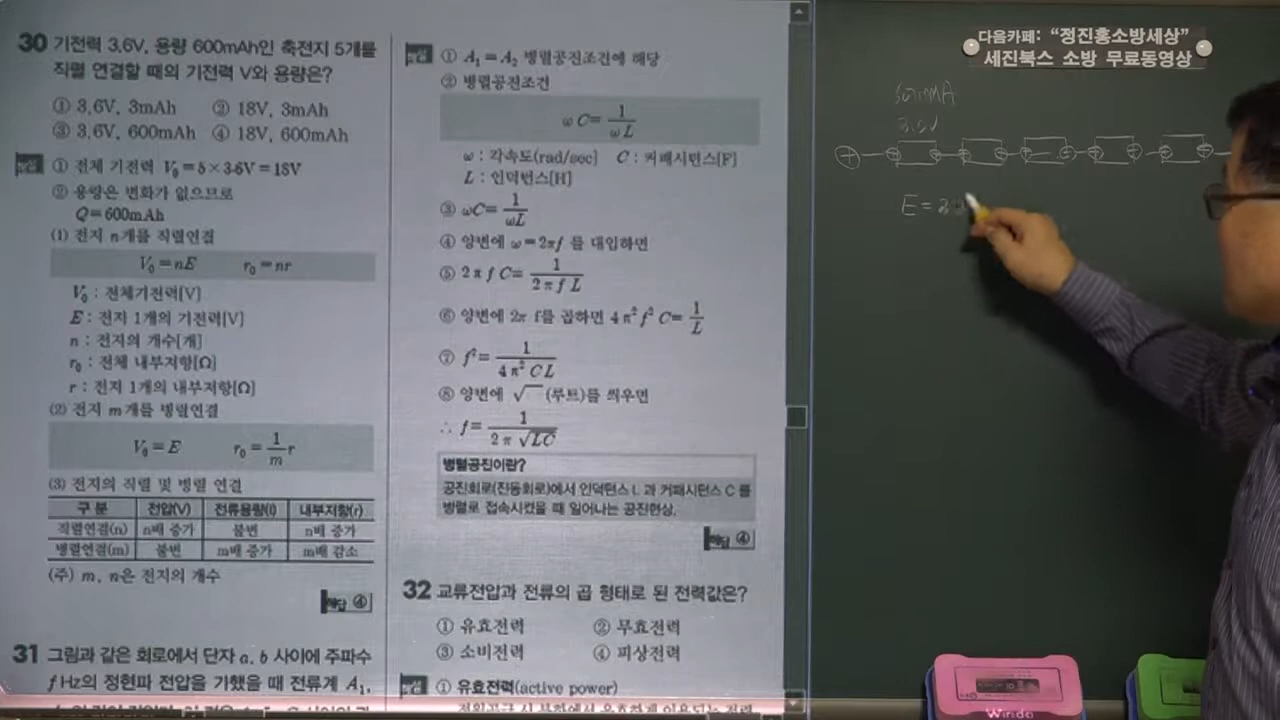 30 기전력 3.6V, 용량 600mAh인 축전지 5개를
직렬 연결할 때의 기전력 V와 용량은?
① 3.6V, 3mAh ② 18V, 3mAh
③ 3.6V, 600mAh ④ 18V, 600mAh
해설 ① 전체 기전력 V₀=5×3.6V=18V
② 용량은 변화가 없으므로
Q=600mAh
(1) 전지 n개를 직렬연결
V₀=nE r₀=nr
V₀ : 전체기전력[V]
E : 전지 1개의 기전력[V]
n : 전지의 개수[개]
r₀ : 전체 내부저항[Ω]
r : 전지 1개의 내부저항[Ω]
(2) 전지 m개를 병렬연결
V₀=E r₀=1/m r
(3) 전지의 직렬 및 병렬 연결
구 분 전압(V) 전류용량(I) 내부저항(r)
직렬연결(n) n배 증가 불변 n배 증가
병렬연결(m) 불변 m배 증가 m배 감소
(주) m, n은 전지의 개수
해답 ④
31 그림과 같은 회로에서 단자 a, b 사이에 주파수
f Hz의 정현파 전압을 가했을 때 전류계 A₁,
해설 ① A₁=A₂ 병렬공진조건에 해당
② 병렬공진조건
ωC=1/ωL
ω : 각속도(rad/sec) C : 커패시턴스[F]
L : 인덕턴스[H]
③ ωC=1/ωL
④ 양변에 ω=2πf 를 대입하면
⑤ 2πfC=1/2πfL
⑥ 양변에 2πf를 곱하면 4π²f²C=1/L
⑦ f²=1/4π²CL
⑧ 양변에 √ (루트)를 씌우면
∴ f=1/2π√LC
병렬공진이란?
공진회로(진동회로)에서 인덕턴스 L 과 커패시턴스 C 를
병렬로 접속시켰을 때 일어나는 공진현상.
해답 ④
32 교류전압과 전류의 곱 형태로 된 전력값은?
① 유효전력 ② 무효전력
③ 소비전력 ④ 피상전력
해설 ① 유효전력(active power)
다음카페: "정진홍소방세상"
세진북스 소방 무료동영상
E=3
Windo